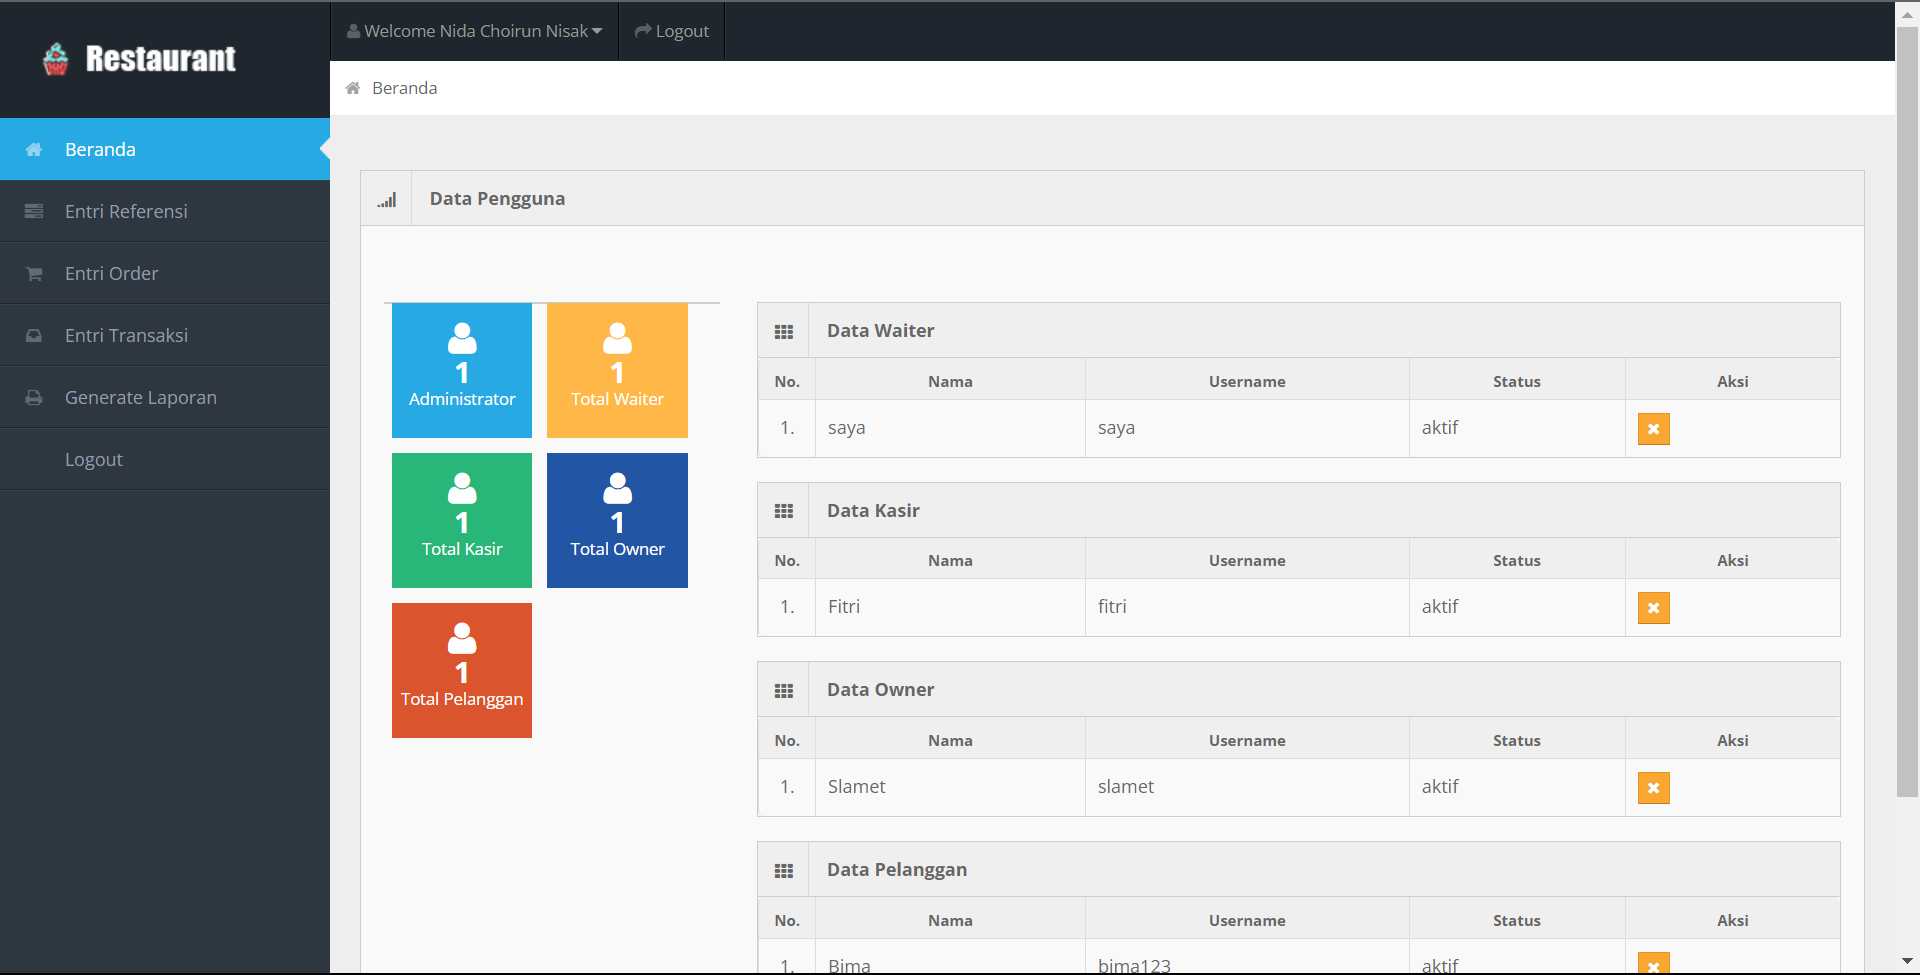 Restaurant
Welcome Nida Choirun Nisak
Logout
Beranda
Beranda
Entri Referensi
Entri Order
Entri Transaksi
Generate Laporan
Logout
Data Pengguna
1
Administrator
1
Total Waiter
1
Total Kasir
1
Total Owner
1
Total Pelanggan
Data Waiter
No. Nama Username Status Aksi
1. saya saya aktif
Data Kasir
No. Nama Username Status Aksi
1. Fitri fitri aktif
Data Owner
No. Nama Username Status Aksi
1. Slamet slamet aktif
Data Pelanggan
No. Nama Username Status Aksi
1. Bima bima123 aktif